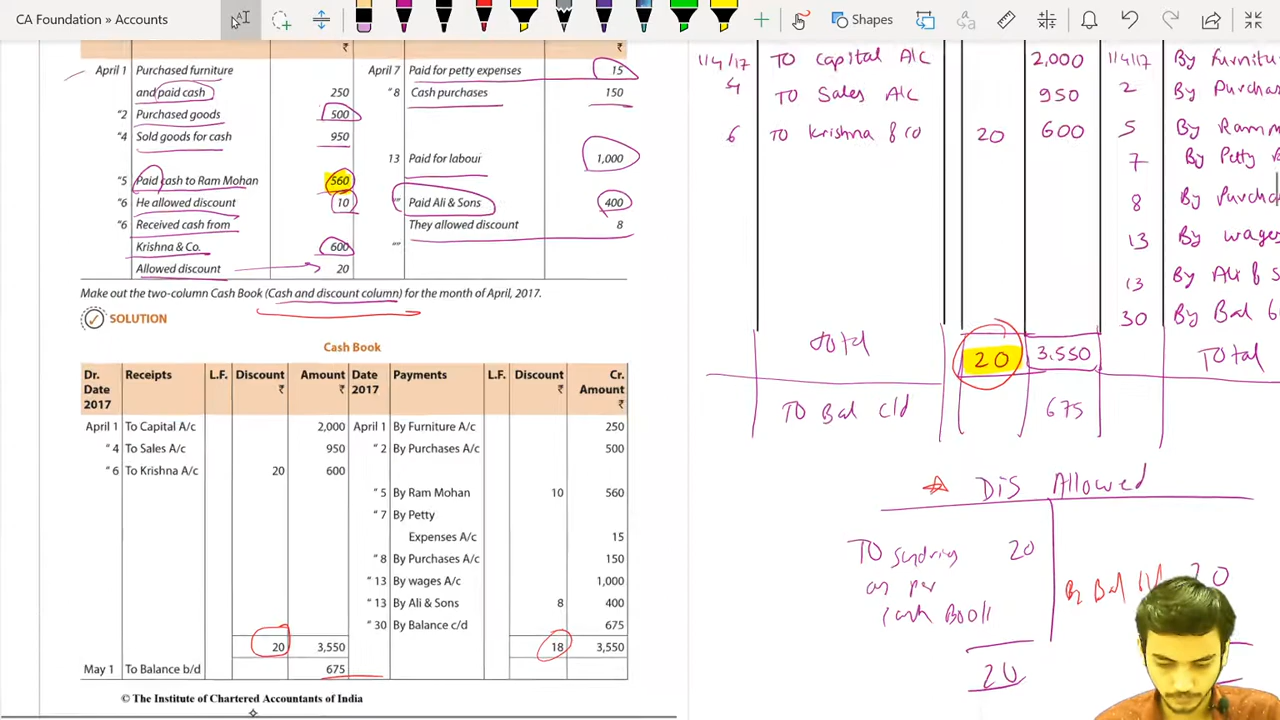 CA Foundation » Accounts
Shapes
₹ ₹
April 1 Purchased furniture April 7 Paid for petty expenses 15
and paid cash 250 "8 Cash purchases 150
"2 Purchased goods 500
"4 Sold goods for cash 950
13 Paid for labour 1,000
"5 Paid cash to Ram Mohan 560
"6 He allowed discount 10 "" Paid Ali & Sons 400
"6 Received cash from They allowed discount 8
Krishna & Co. 600 ""
Allowed discount 20
Make out the two-column Cash Book (Cash and discount column) for the month of April, 2017.
SOLUTION
Cash Book
Dr. Cr.
Date Receipts L.F. Discount Amount Date Payments L.F. Discount Amount
2017 ₹ ₹ 2017 ₹ ₹
April 1 To Capital A/c 2,000 April 1 By Furniture A/c 250
"4 To Sales A/c 950 "2 By Purchases A/c 500
"6 To Krishna A/c 20 600
"5 By Ram Mohan 10 560
"7 By Petty
Expenses A/c 15
"8 By Purchases A/c 150
"13 By wages A/c 1,000
"13 By Ali & Sons 8 400
"30 By Balance c/d 675
20 3,550 18 3,550
May 1 To Balance b/d 675
© The Institute of Chartered Accountants of India
1/4/17 To capital A/c 2,000 1/4/17 By Furnitu
4 To Sales A/c 950 2 By Purcha
6 To Krishna & co 20 600 5 By Ramm
7 By Petty
8 By Purcha
13 By wages
13 By Ali & S
30 By Bal
Total 20 3,550 Total
To Bal c/d 675
Dis Allowed
To sundries 20
as per
cash Book
By Bal 20
20